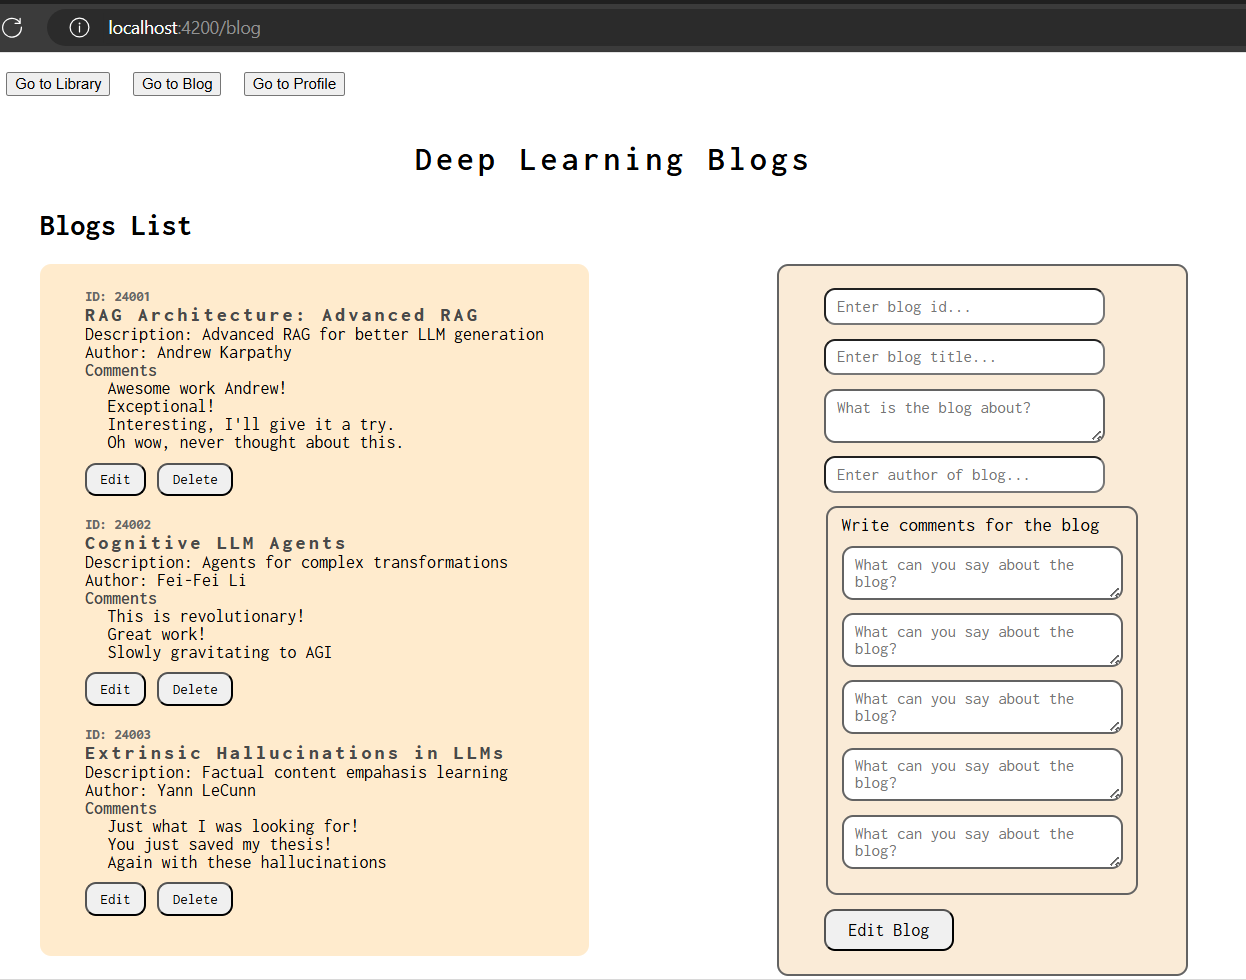 localhost:4200/blog
Go to Library Go to Blog Go to Profile
Deep Learning Blogs
Blogs List
ID: 24001
RAG Architecture: Advanced RAG
Description: Advanced RAG for better LLM generation
Author: Andrew Karpathy
Comments
Awesome work Andrew!
Exceptional!
Interesting, I'll give it a try.
Oh wow, never thought about this.
Edit Delete
ID: 24002
Cognitive LLM Agents
Description: Agents for complex transformations
Author: Fei-Fei Li
Comments
This is revolutionary!
Great work!
Slowly gravitating to AGI
Edit Delete
ID: 24003
Extrinsic Hallucinations in LLMs
Description: Factual content empahasis learning
Author: Yann LeCunn
Comments
Just what I was looking for!
You just saved my thesis!
Again with these hallucinations
Edit Delete
Enter blog id...
Enter blog title...
What is the blog about?
Enter author of blog...
Write comments for the blog
What can you say about the
blog?
What can you say about the
blog?
What can you say about the
blog?
What can you say about the
blog?
What can you say about the
blog?
Edit Blog